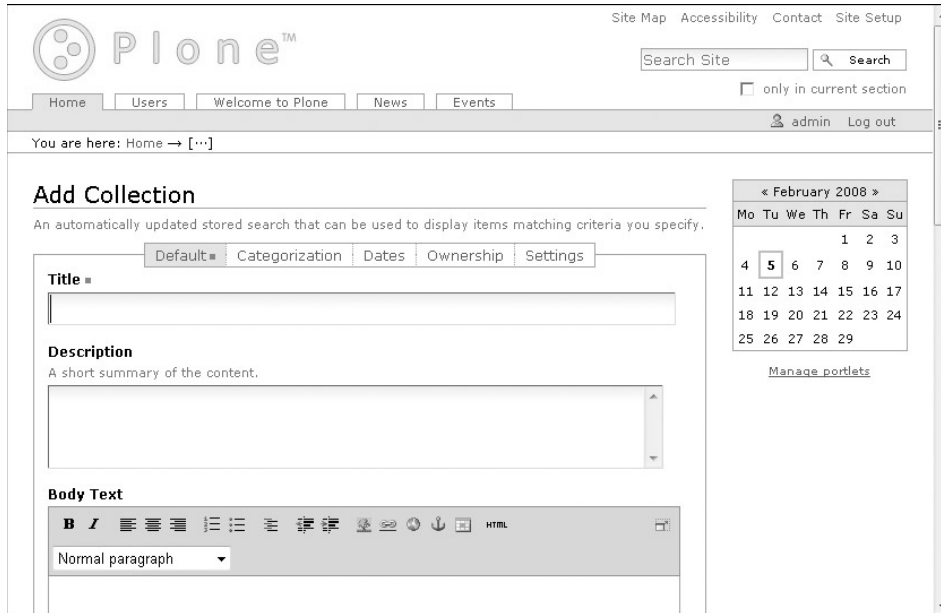 Site Map Accessibility Contact Site Setup
Plone™
Search Site Search
only in current section
Home Users Welcome to Plone News Events
admin Log out
You are here: Home → [⋯]
Add Collection
An automatically updated stored search that can be used to display items matching criteria you specify.
Default Categorization Dates Ownership Settings
Title
Description
A short summary of the content.
Body Text
B I HTML
Normal paragraph
« February 2008 »
Mo Tu We Th Fr Sa Su
1 2 3
4 5 6 7 8 9 10
11 12 13 14 15 16 17
18 19 20 21 22 23 24
25 26 27 28 29
Manage portlets